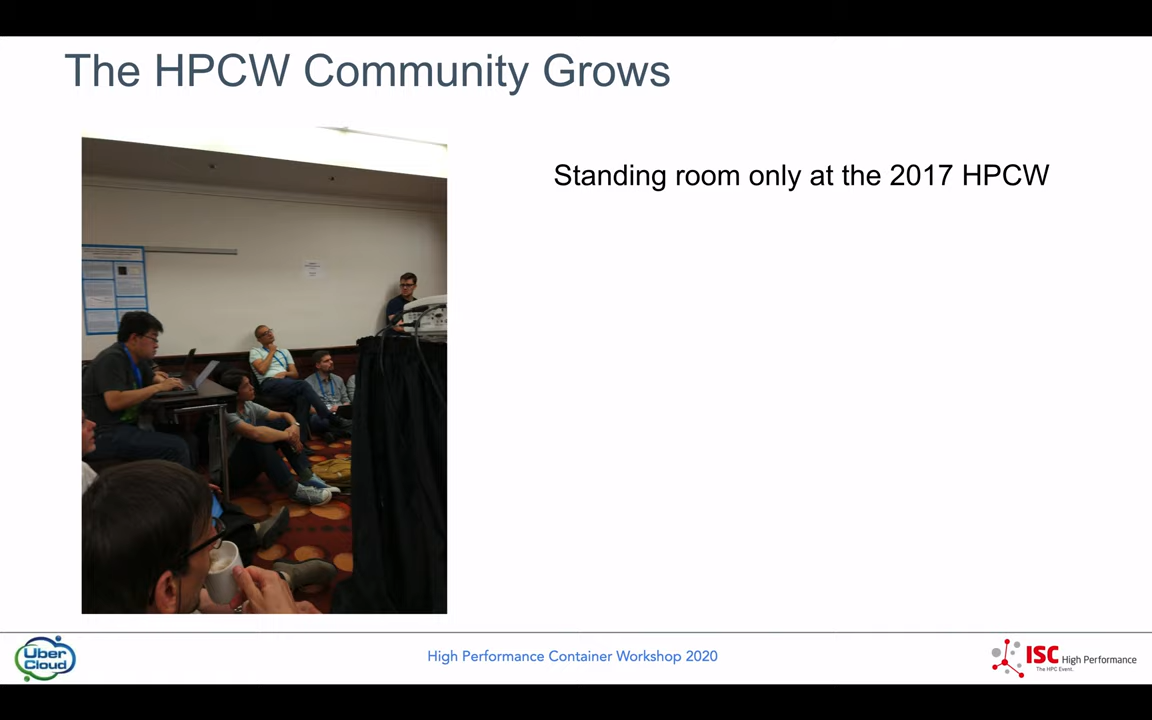 The HPCW Community Grows
Standing room only at the 2017 HPCW
Uber
Cloud
High Performance Container Workshop 2020
ISC High Performance
The HPC Event.